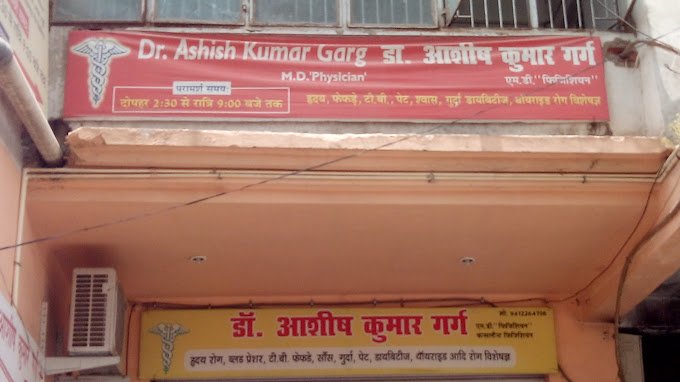 Dr. Ashish Kumar Garg डा. आशीष कुमार गर्ग
M.D.'Physician' एम.डी. "फिजिशियन"
परामर्श समयः
दोपहर 2:30 से रात्रि 9:00 बजे तक
हृदय, फेफड़े, टी.बी., पेट, श्वास, गुर्दा डायबिटीज, थॉयराइड रोग विशेषज्ञ
मो. 9412264798
डॉ. आशीष कुमार गर्ग
एम.डी. "फिजिशियन"
कन्सलटैन्ट फिजिशियन
हृदय रोग, ब्लड प्रेशर, टी.बी. फेफड़े, साँस, गुर्दा, पेट, डायबिटीज, थॉयराइड आदि रोग विशेषज्ञ